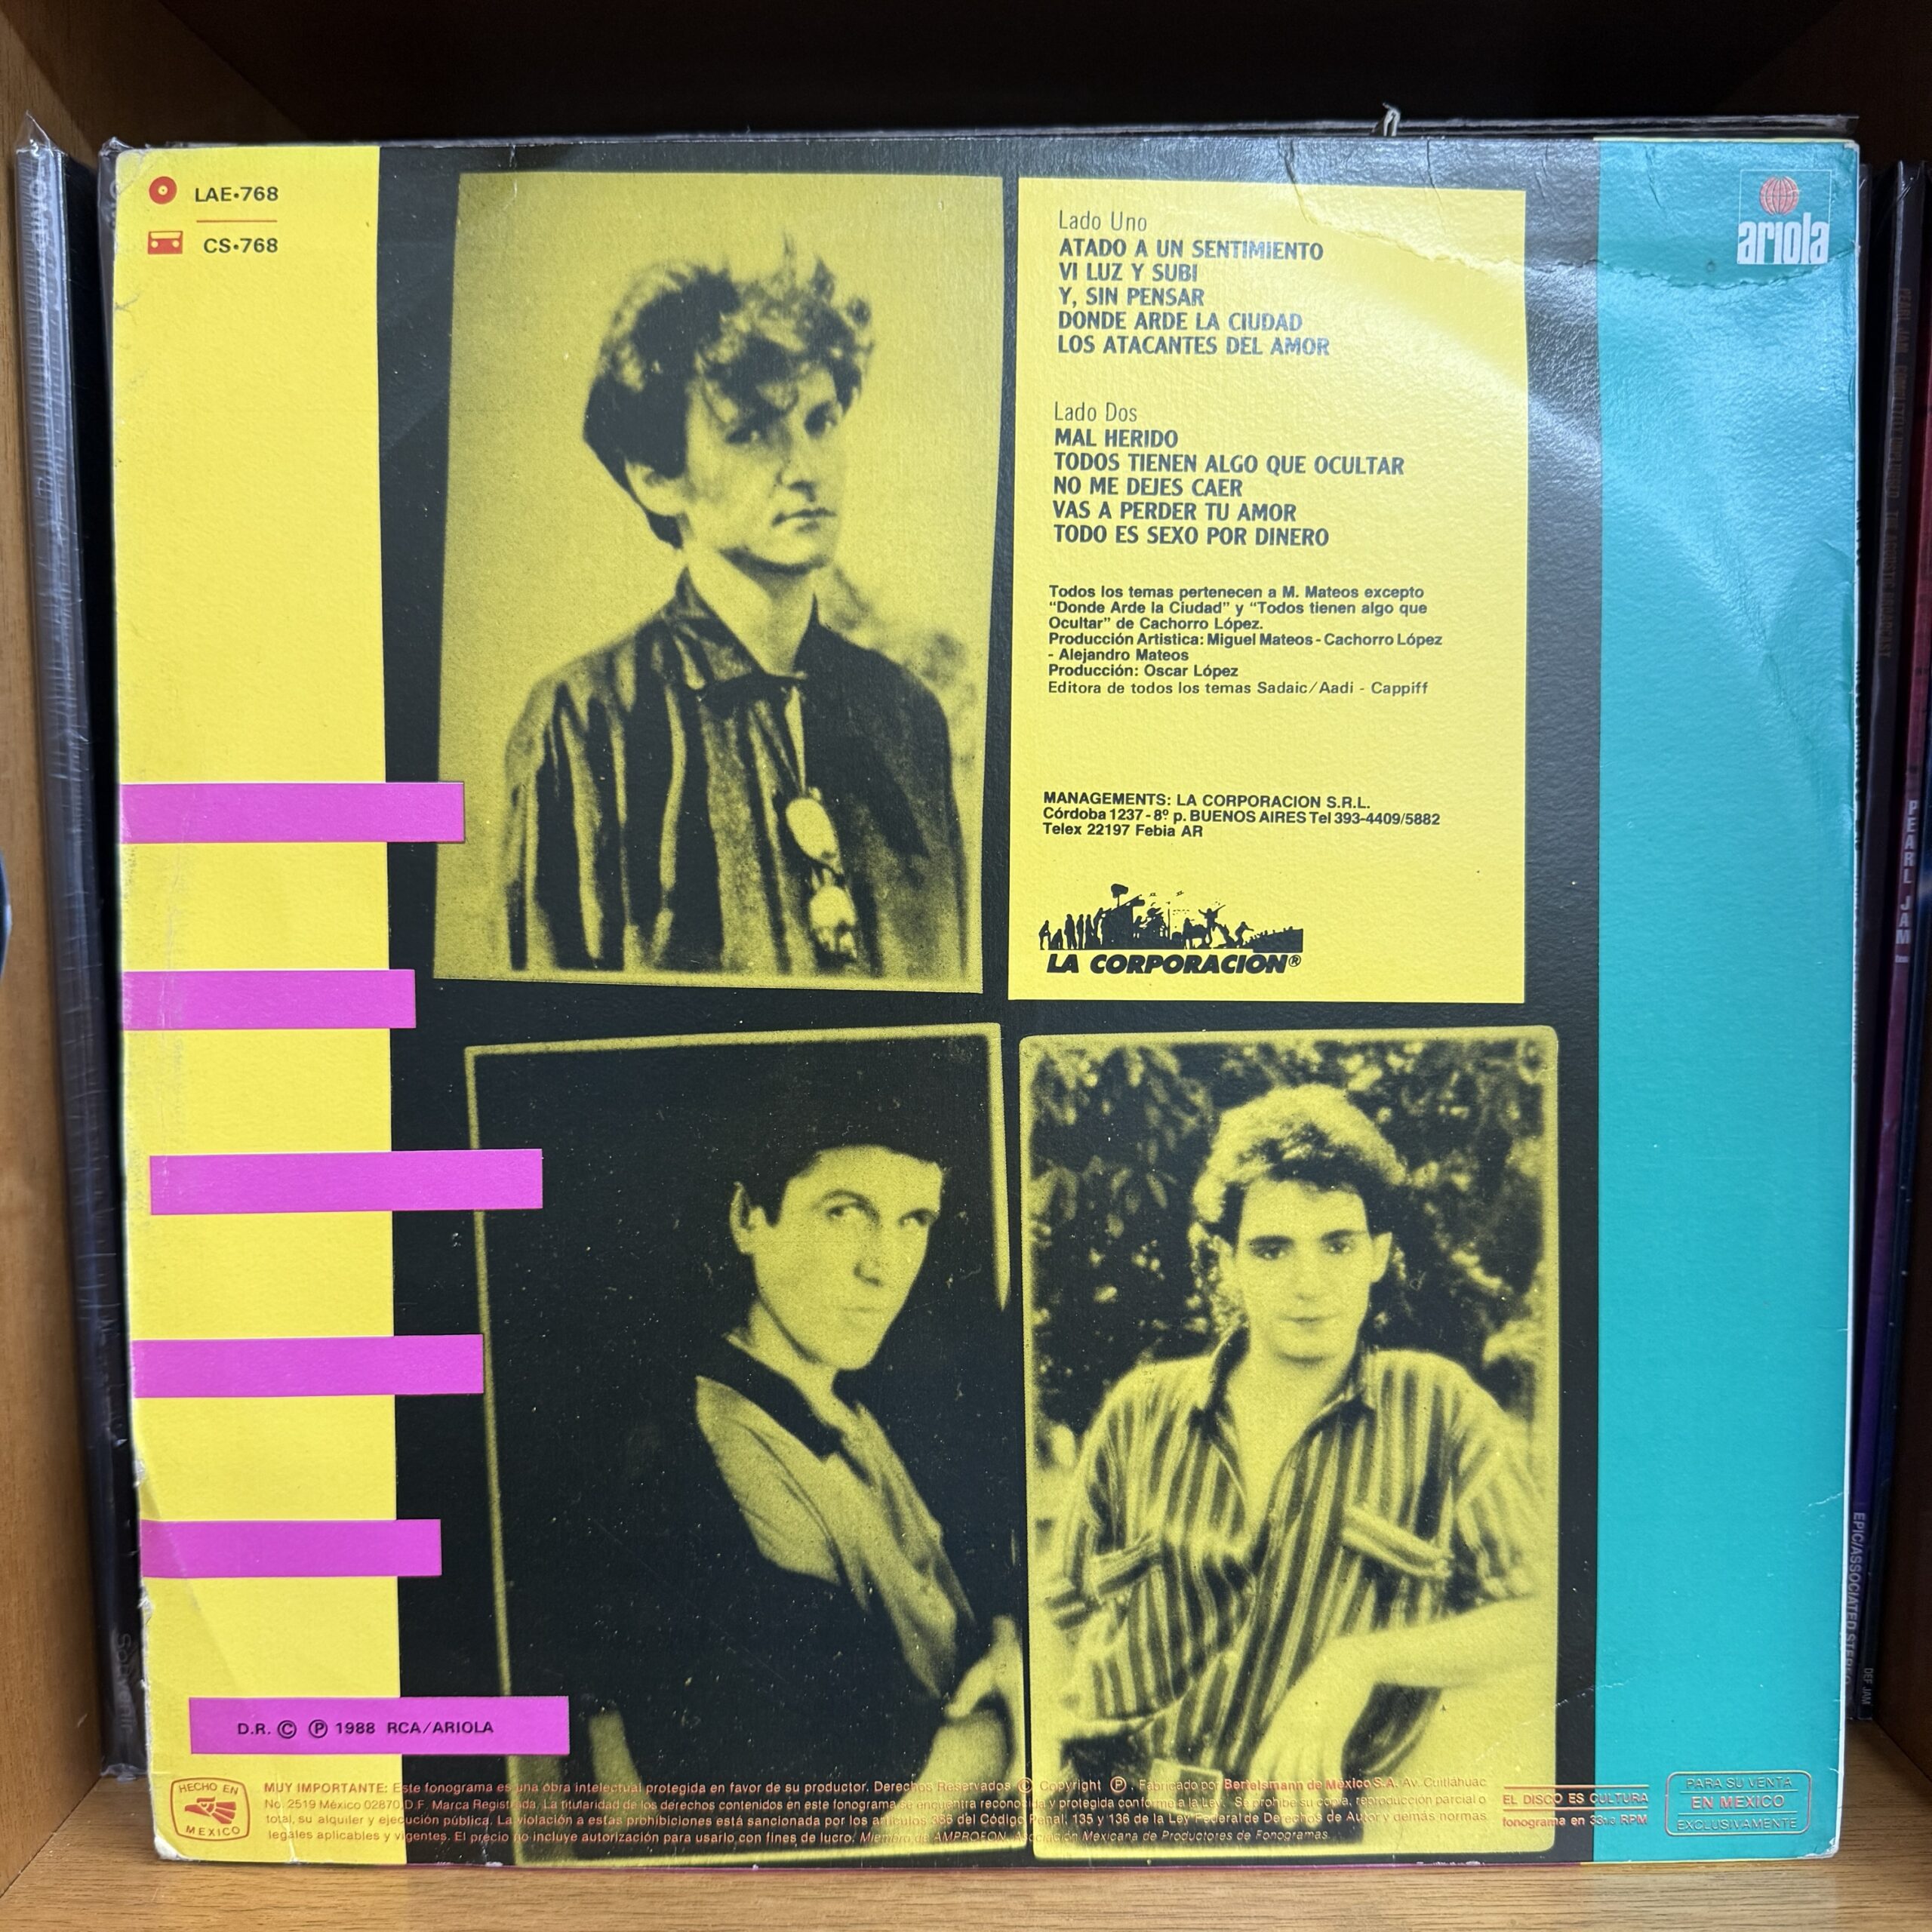 LAE•768
CS•768
ariola
Lado Uno
ATADO A UN SENTIMIENTO
VI LUZ Y SUBI
Y, SIN PENSAR
DONDE ARDE LA CIUDAD
LOS ATACANTES DEL AMOR
Lado Dos
MAL HERIDO
TODOS TIENEN ALGO QUE OCULTAR
NO ME DEJES CAER
VAS A PERDER TU AMOR
TODO ES SEXO POR DINERO
Todos los temas pertenecen a M. Mateos excepto
“Donde Arde la Ciudad” y “Todos tienen algo que
Ocultar” de Cachorro López.
Producción Artistica: Miguel Mateos - Cachorro López
- Alejandro Mateos
Producción: Oscar López
Editora de todos los temas Sadaic/Aadi - Cappiff
MANAGEMENTS: LA CORPORACION S.R.L.
Córdoba 1237 - 8º p. BUENOS AIRES Tel 393-4409/5882
Telex 22197 Febia AR
LA CORPORACION®
D.R. © ℗ 1988 RCA/ARIOLA
HECHO EN
MEXICO
MUY IMPORTANTE: Este fonograma es una obra intelectual protegida en favor de su productor. Derechos Reservados © Copyright ℗. Fabricado por Bertelsmann de México S.A. Av. Cuitlahuac
No. 2519 México 02870 D.F. Marca Registrada. La titularidad de los derechos contenidos en este fonograma se encuentra reconocida y protegida conforme a la Ley. Se prohibe su copia, reproducción parcial o
total, su alquiler y ejecución pública. La violación a estas prohibiciones está sancionada por los artículos del Código Penal, 135 y 136 de la Ley Federal de Derechos de Autor y demás normas
legales aplicables y vigentes. El precio no incluye autorización para usarlo con fines de lucro. Miembro de AMPROFON, Asociación Mexicana de Productores de Fonogramas.
EL DISCO ES CULTURA
fonograma en 33 1/3 RPM
PARA SU VENTA
EN MEXICO
EXCLUSIVAMENTE
PEARL JAM
EPIC/ASSOCIATED
DEF JAM